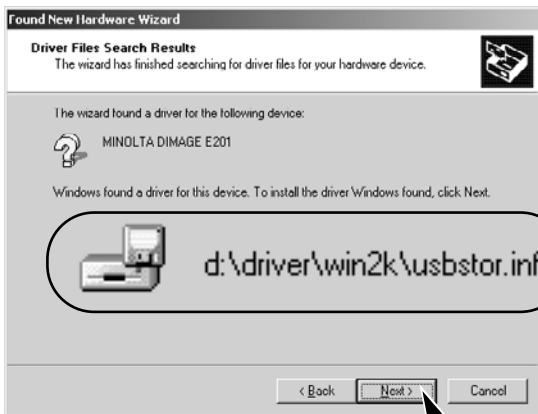 Found New Hardware Wizard
Driver Files Search Results
The wizard has finished searching for driver files for your hardware device.
The wizard found a driver for the following device:
MINOLTA DIMAGE E201
Windows found a driver for this device. To install the driver Windows found, click Next.
d:\driver\win2k\usbstor.inf
< Back
Next >
Cancel